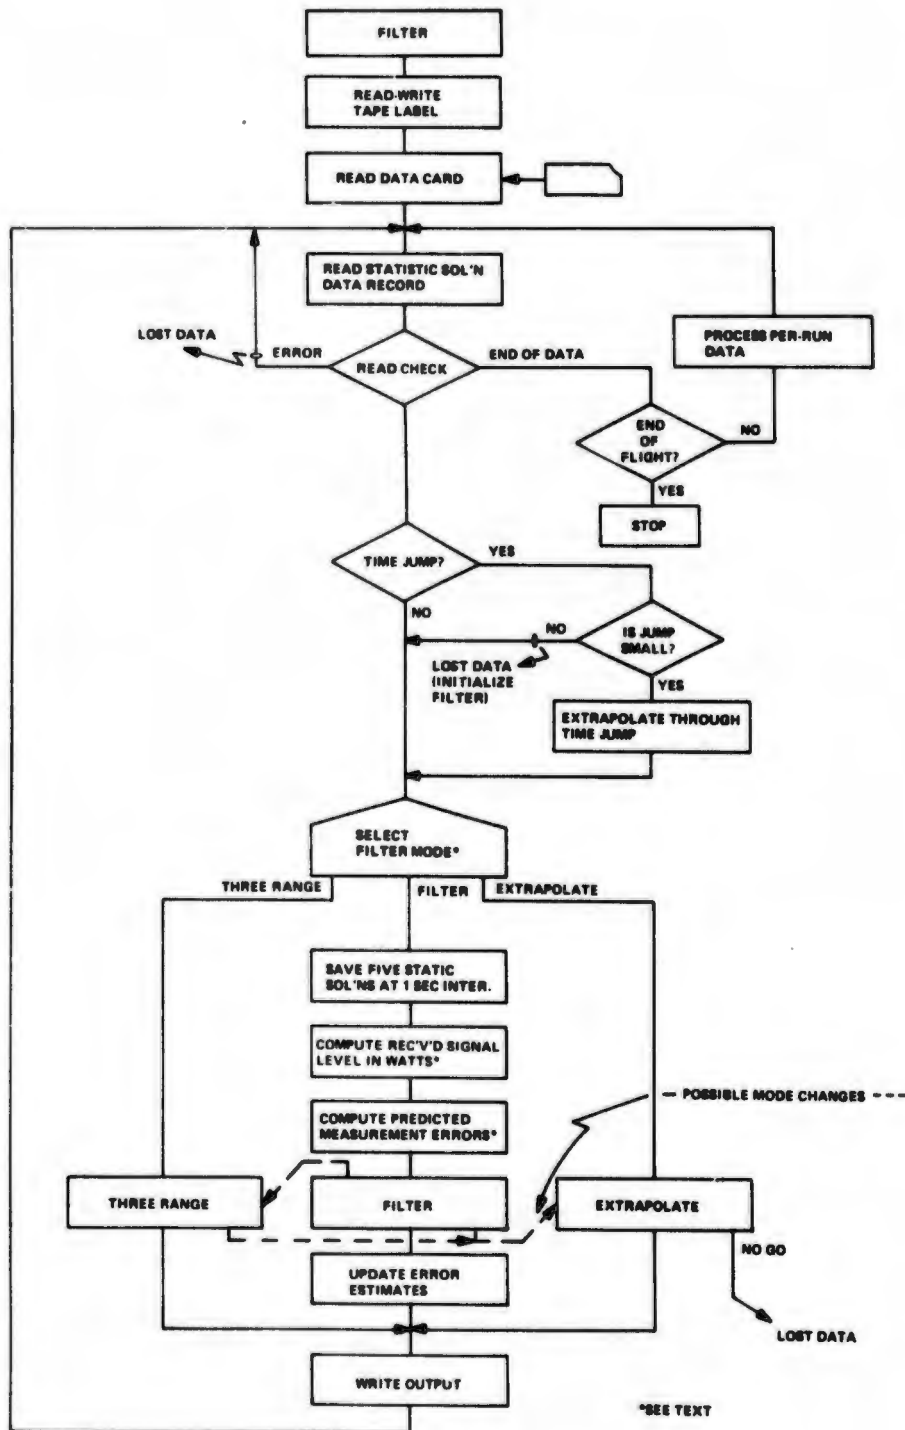 FILTER
READ-WRITE
TAPE LABEL
READ DATA CARD
READ STATISTIC SOL'N
DATA RECORD
LOST DATA
ERROR
READ CHECK
END OF DATA
PROCESS PER-RUN
DATA
END
OF
FLIGHT?
NO
YES
STOP
TIME JUMP?
YES
NO
NO
IS JUMP
SMALL?
LOST DATA
(INITIALIZE
FILTER)
YES
EXTRAPOLATE THROUGH
TIME JUMP
SELECT
FILTER MODE*
THREE RANGE
FILTER
EXTRAPOLATE
SAVE FIVE STATIC
SOL'NS AT 1 SEC INTER.
COMPUTE REC'V'D SIGNAL
LEVEL IN WATTS*
POSSIBLE MODE CHANGES
COMPUTE PREDICTED
MEASUREMENT ERRORS*
THREE RANGE
FILTER
EXTRAPOLATE
NO GO
UPDATE ERROR
ESTIMATES
LOST DATA
WRITE OUTPUT
*SEE TEXT